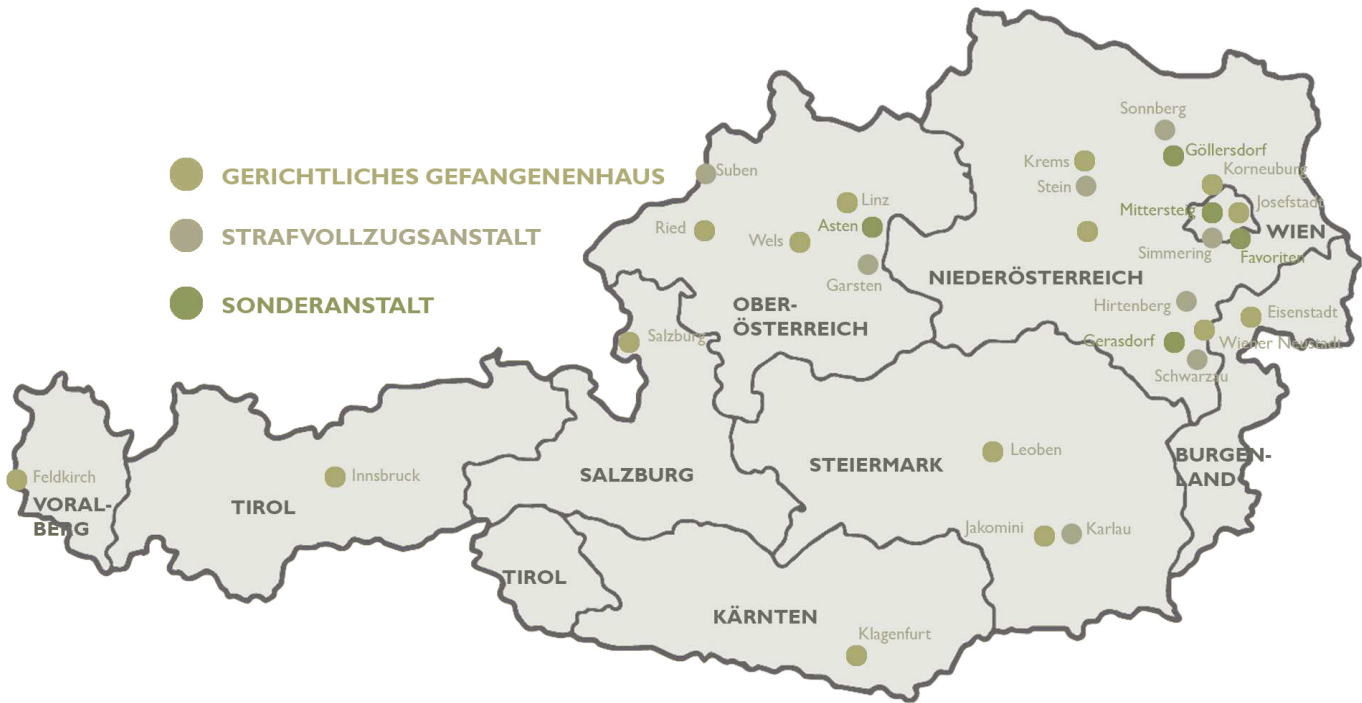 GERICHTLICHES GEFANGENENHAUS
STRAFVOLLZUGSANSTALT
SONDERANSTALT
Sonnberg
Göllersdorf
Krems
Korneuburg
Stein
Suben
Linz
Mittersteig
Josefstadt
Ried
Wels
Asten
WIEN
Simmering
Favoriten
Garsten
NIEDERÖSTERREICH
OBER-
ÖSTERREICH
Hirtenberg
Eisenstadt
Salzburg
Gerasdorf
Wiener Neustadt
Schwarzau
Feldkirch
VORAL-
BERG
Innsbruck
TIROL
SALZBURG
STEIERMARK
Leoben
BURGEN-
LAND
Jakomini
Karlau
TIROL
KÄRNTEN
Klagenfurt